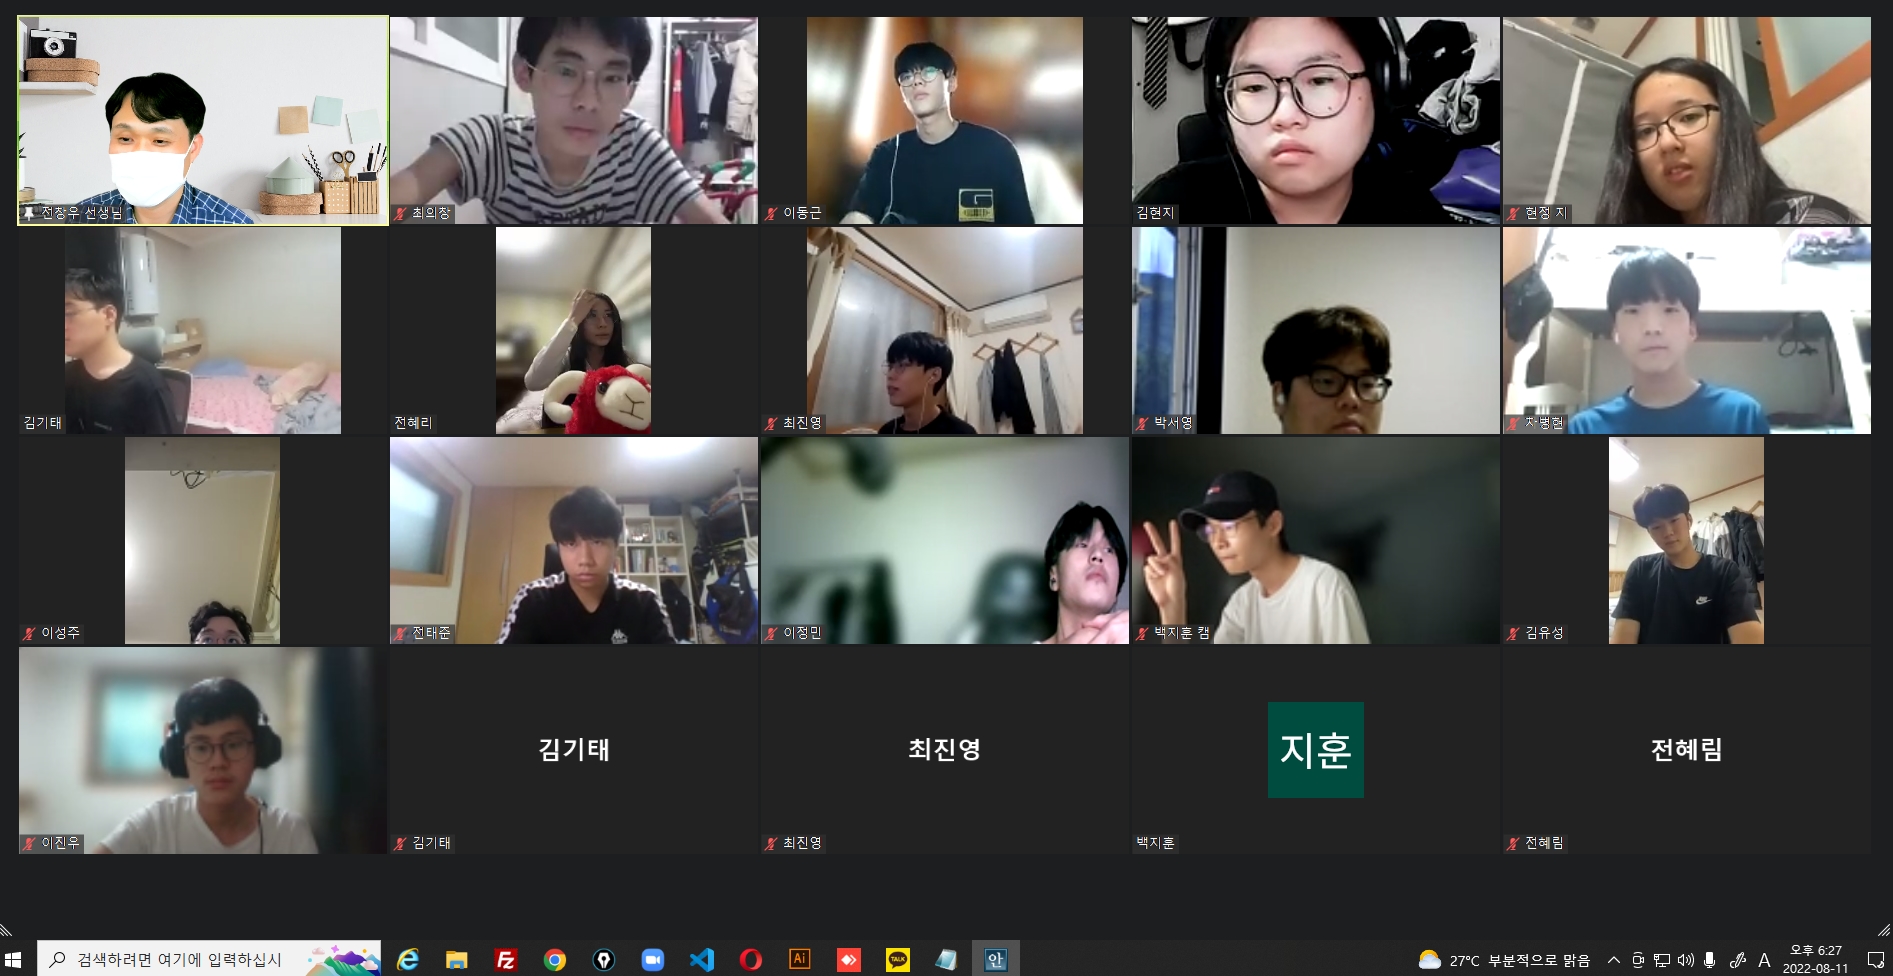 전창우 선생님
최의창
이동근
김현지
현정 지
김기태
전혜리
최진영
박서영
차병현
이성주
전태준
이정민
백지훈 캠
김유성
이진우
김기태
김기태
최진영
최진영
지훈
백지훈
전혜림
전혜림
검색하려면 여기에 입력하십시
Fz
Ai
TALK
안
27°C 부분적으로 맑음
A
오후 6:27
2022-08-11